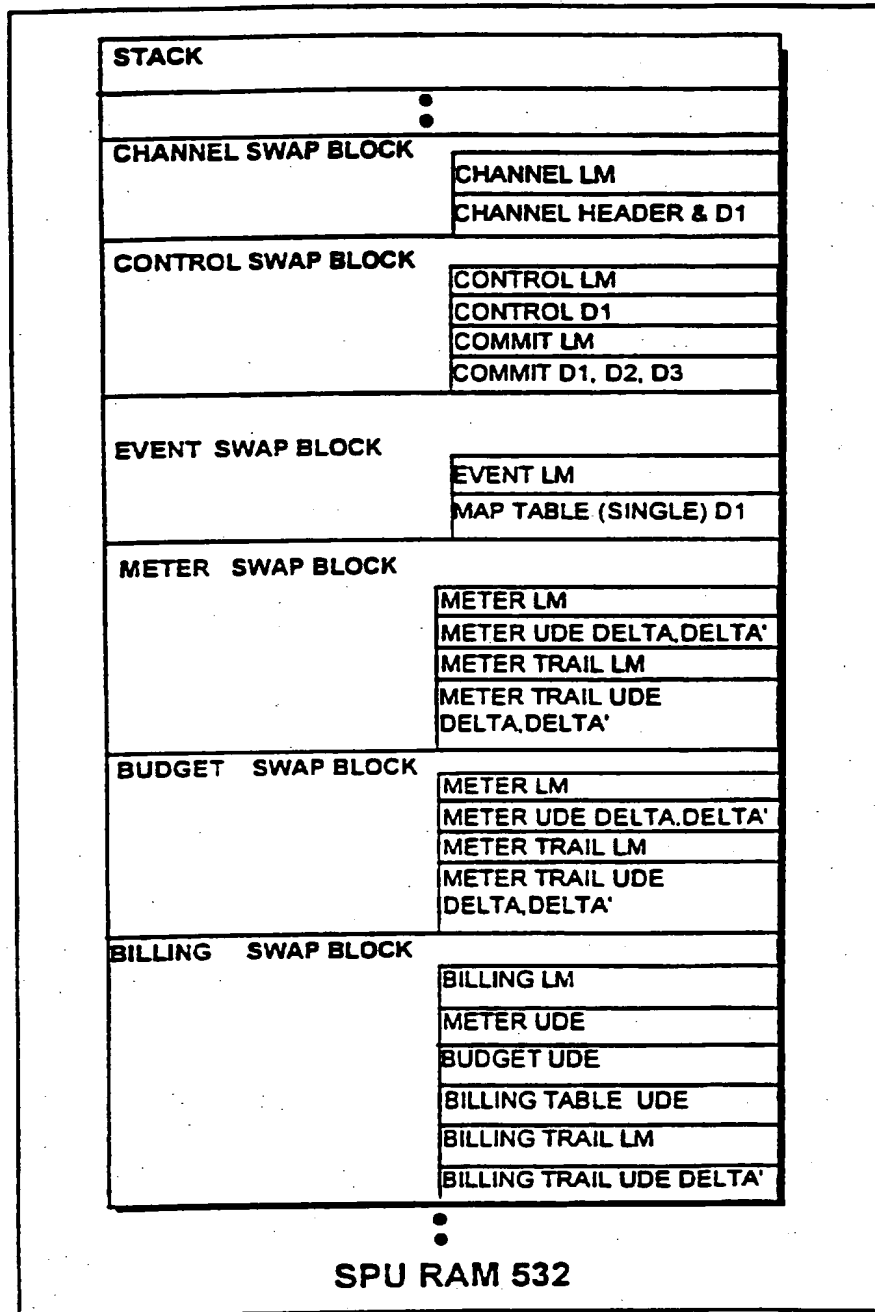 STACK
CHANNEL SWAP BLOCK
CHANNEL LM
CHANNEL HEADER & D1
CONTROL SWAP BLOCK
CONTROL LM
CONTROL D1
COMMIT LM
COMMIT D1, D2, D3
EVENT SWAP BLOCK
EVENT LM
MAP TABLE (SINGLE) D1
METER SWAP BLOCK
METER LM
METER UDE DELTA,DELTA'
METER TRAIL LM
METER TRAIL UDE
DELTA,DELTA'
BUDGET SWAP BLOCK
METER LM
METER UDE DELTA.DELTA'
METER TRAIL LM
METER TRAIL UDE
DELTA,DELTA'
BILLING SWAP BLOCK
BILLING LM
METER UDE
BUDGET UDE
BILLING TABLE UDE
BILLING TRAIL LM
BILLING TRAIL UDE DELTA'
SPU RAM 532